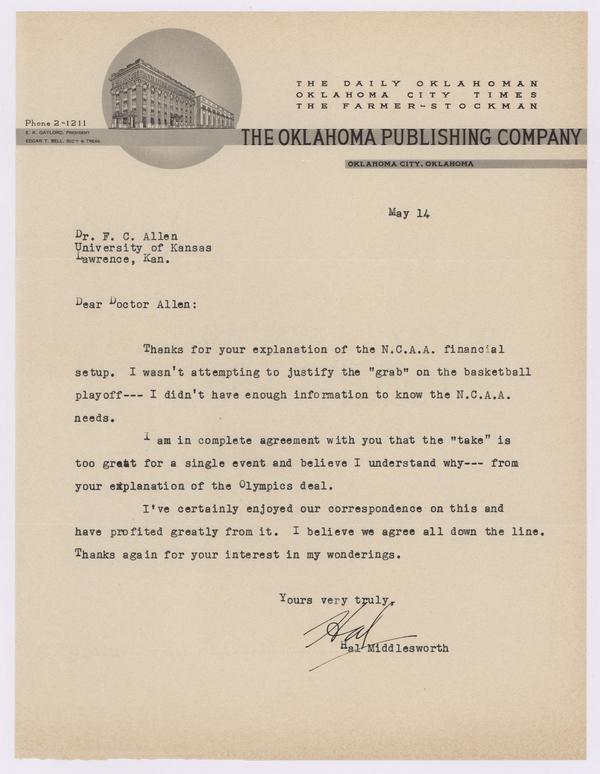 THE DAILY OKLAHOMAN
OKLAHOMA CITY TIMES
THE FARMER-STOCKMAN
Phone 2-1211
E. K. GAYLORD, PRESIDENT
EDGAR T. BELL, SEC'Y & TREAS.
THE OKLAHOMA PUBLISHING COMPANY
OKLAHOMA CITY, OKLAHOMA
May 14
Dr. F. C. Allen
University of Kansas
Lawrence, Kan.
Dear Doctor Allen:
Thanks for your explanation of the N.C.A.A. financial
setup. I wasn't attempting to justify the "grab" on the basketball
playoff--- I didn't have enough information to know the N.C.A.A.
needs.
I am in complete agreement with you that the "take" is
too great for a single event and believe I understand why--- from
your explanation of the Olympics deal.
I've certainly enjoyed our correspondence on this and
have profited greatly from it. I believe we agree all down the line.
Thanks again for your interest in my wonderings.
Yours very truly,
Hal
Hal Middlesworth